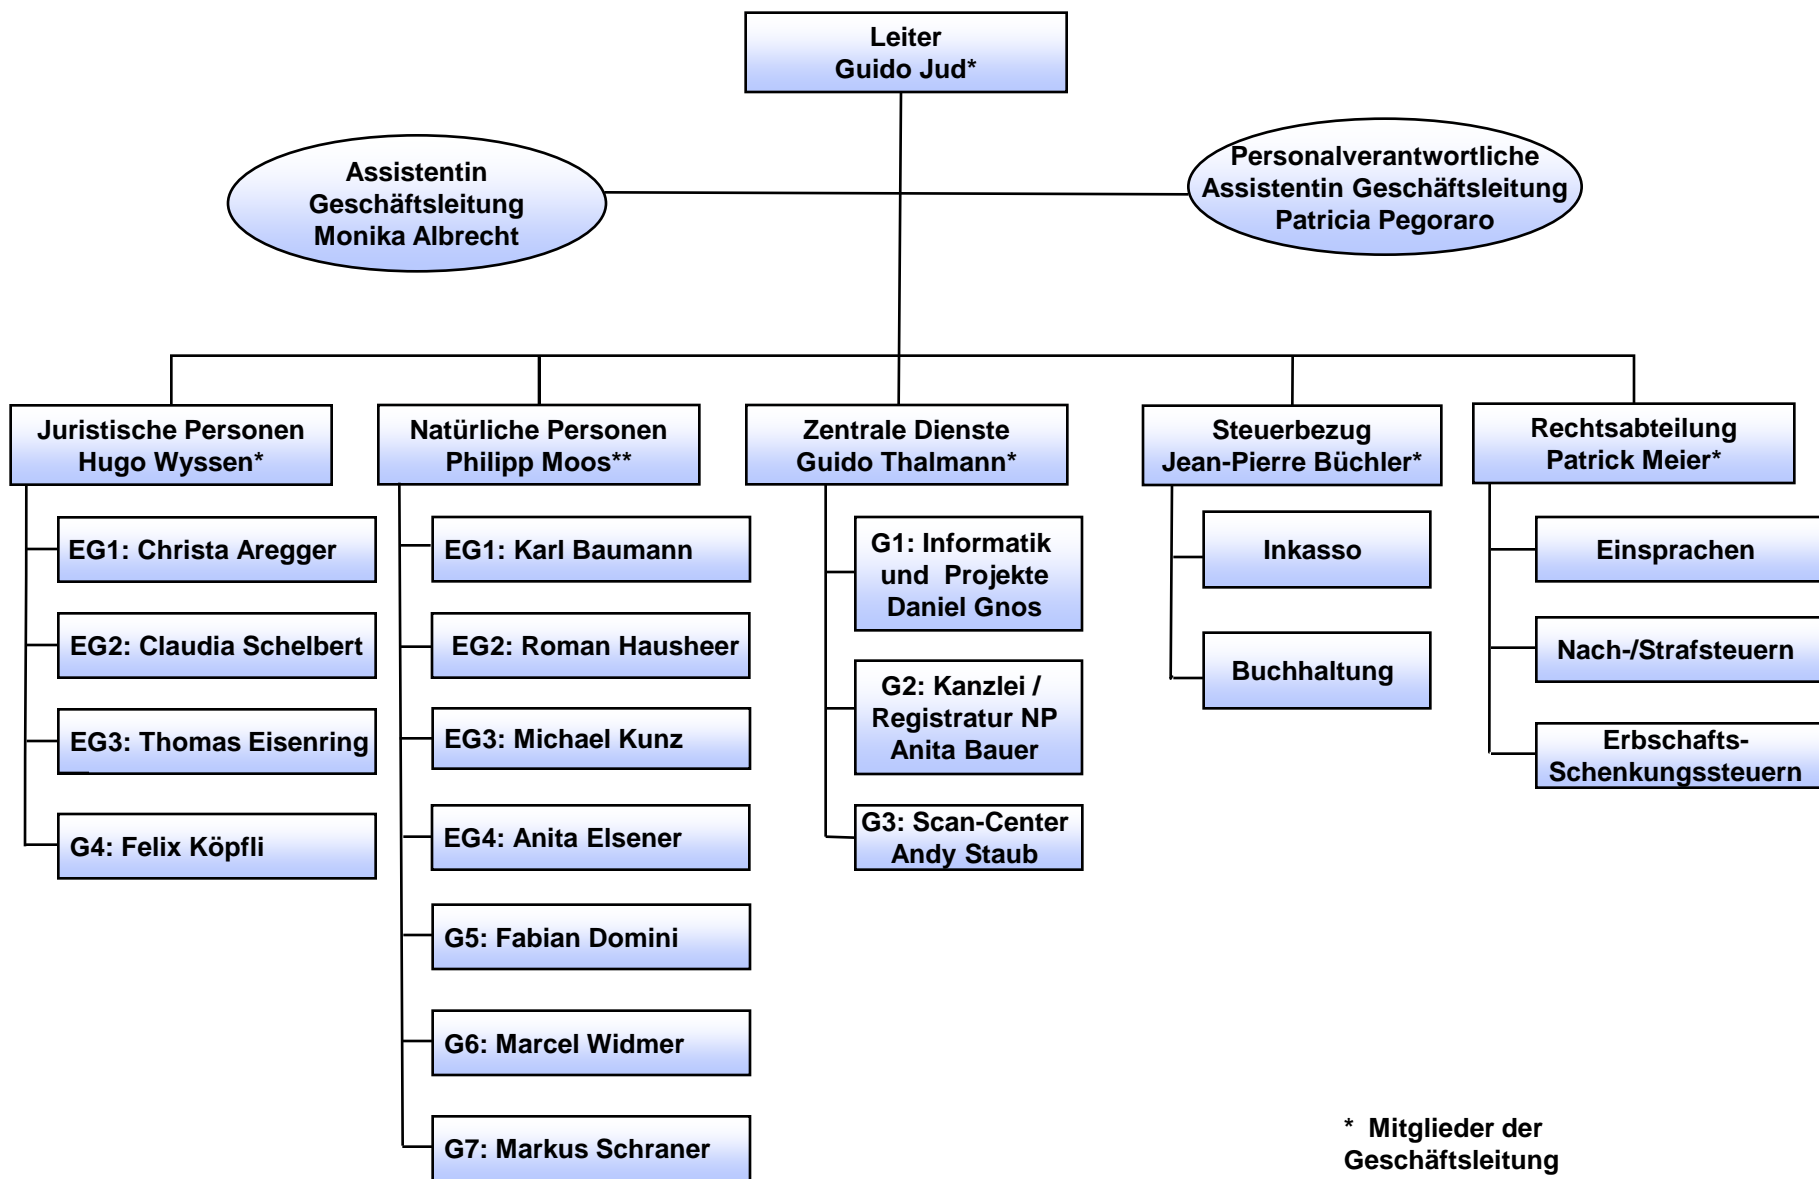 Leiter
Guido Jud*
Assistentin
Geschäftsleitung
Monika Albrecht
Personalverantwortliche
Assistentin Geschäftsleitung
Patricia Pegoraro
Juristische Personen
Hugo Wyssen*
EG1: Christa Aregger
EG2: Claudia Schelbert
EG3: Thomas Eisenring
G4: Felix Köpfli
Natürliche Personen
Philipp Moos**
EG1: Karl Baumann
EG2: Roman Hausheer
EG3: Michael Kunz
EG4: Anita Elsener
G5: Fabian Domini
G6: Marcel Widmer
G7: Markus Schraner
Zentrale Dienste
Guido Thalmann*
G1: Informatik
und Projekte
Daniel Gnos
G2: Kanzlei /
Registratur NP
Anita Bauer
G3: Scan-Center
Andy Staub
Steuerbezug
Jean-Pierre Büchler*
Inkasso
Buchhaltung
Rechtsabteilung
Patrick Meier*
Einsprachen
Nach-/Strafsteuern
Erbschafts-
Schenkungssteuern
* Mitglieder der
Geschäftsleitung